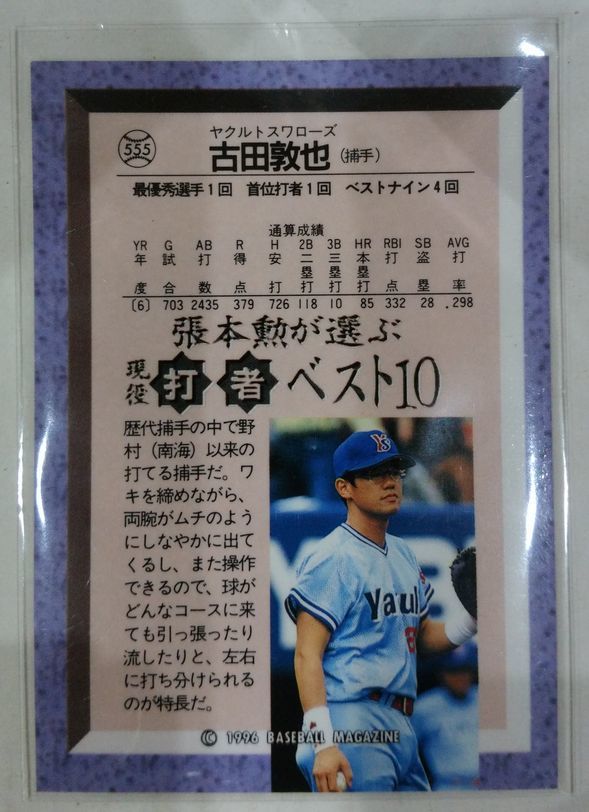 555
ヤクルトスワローズ
古田敦也(捕手)
最優秀選手1回 首位打者1回 ベストナイン4回
通算成績
YR G AB R H 2B 3B HR RBI SB AVG
年度 試合 打数 得点 安打 二塁打 三塁打 本塁打 打点 盗塁 打率
〔6〕 703 2435 379 726 118 10 85 332 28 .298
張本勲が選ぶ
現役打者ベスト10
歴代捕手の中で野
村(南海)以来の
打てる捕手だ。ワ
キを締めながら、
両腕がムチのよう
にしなやかに出て
くるし、また操作
できるので、球が
どんなコースに来
ても引っ張ったり
流したりと、左右
に打ち分けられる
のが特長だ。
YS
Yakul
© 1996 BASEBALL MAGAZINE